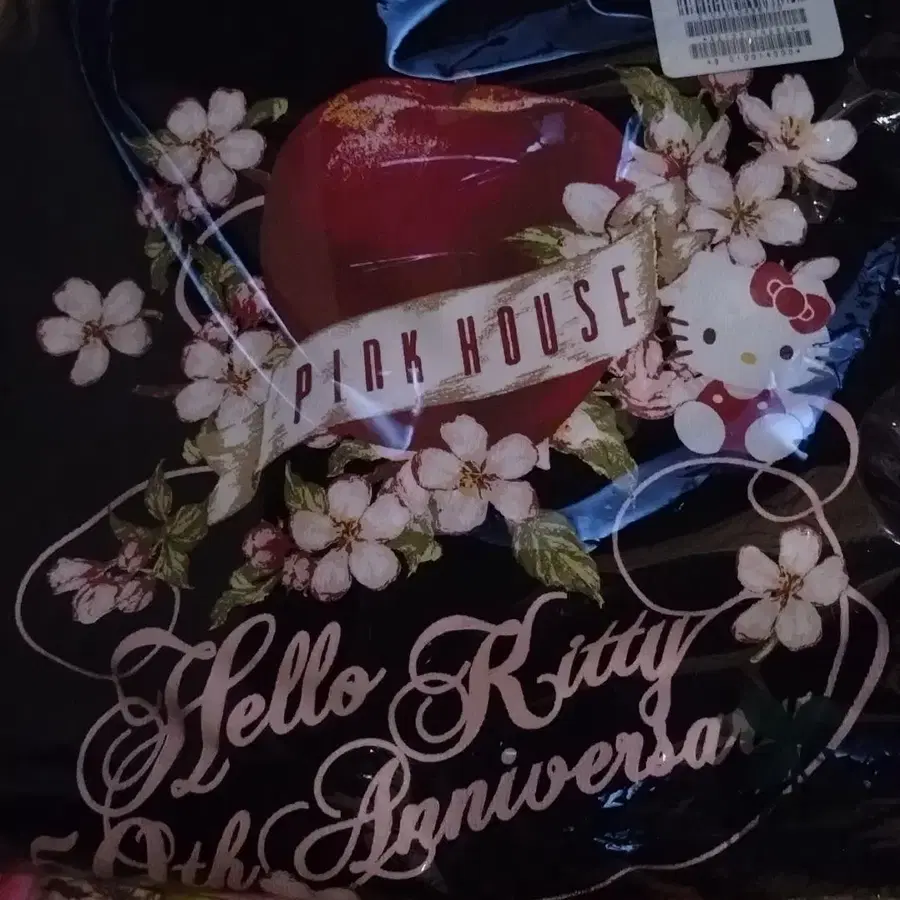 PINK HOUSE
Hello Kitty
Anniversa